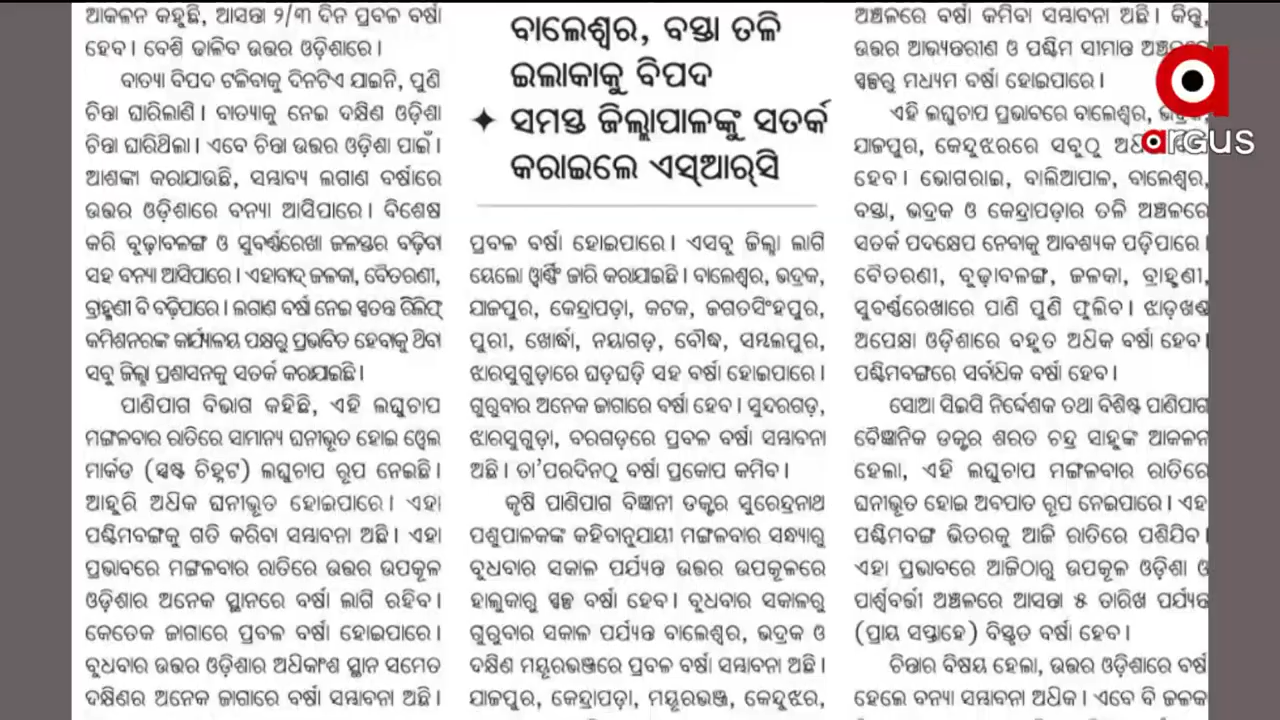 ଆକଳନ କହୁଛି, ଆସନ୍ତା ୨/୩ ଦିନ ପ୍ରବଳ ବର୍ଷା
ହେବ। ବେଶି ଢାଳିବ ଉତ୍ତର ଓଡ଼ିଶାରେ।
ବାତ୍ୟା ବିପଦ ଟଳିବାକୁ ଦିନଟିଏ ଯାଇନି, ପୁଣି
ଚିନ୍ତା ଘାରିଲାଣି। ବାତ୍ୟାକୁ ନେଇ ଦକ୍ଷିଣ ଓଡ଼ିଶା
ଚିନ୍ତା ଘାରିଥିଲା। ଏବେ ଚିନ୍ତା ଉତ୍ତର ଓଡ଼ିଶା ପାଇଁ।
ଆଶଙ୍କା କରାଯାଉଛି, ସମ୍ଭାବ୍ୟ ଲଗାଣ ବର୍ଷାରେ
ଉତ୍ତର ଓଡ଼ିଶାରେ ବନ୍ୟା ଆସିପାରେ। ବିଶେଷ
କରି ବୁଢ଼ାବଳଙ୍ଗ ଓ ସୁବର୍ଣ୍ଣରେଖା ଜଳସ୍ତର ବଢ଼ିବା
ସହ ବନ୍ୟା ଆସିପାରେ। ଏହାବାଦ୍ ଜଳକା, ବୈତରଣୀ,
ବ୍ରାହ୍ମଣୀ ବି ବଢ଼ିପାରେ। ଲଗାଣ ବର୍ଷା ନେଇ ସ୍ୱତନ୍ତ୍ର ରିଲିଫ୍
କମିଶନରଙ୍କ କାର୍ଯ୍ୟାଳୟ ପକ୍ଷରୁ ପ୍ରଭାବିତ ହେବାକୁ ଥିବା
ସବୁ ଜିଲ୍ଲା ପ୍ରଶାସନକୁ ସତର୍କ କରାଯାଇଛି।
ପାଣିପାଗ ବିଭାଗ କହିଛି, ଏହି ଲଘୁଚାପ
ମଙ୍ଗଳବାର ରାତିରେ ସାମାନ୍ୟ ଘନୀଭୂତ ହୋଇ ୱେଲ
ମାର୍କଡ (ସ୍ପଷ୍ଟ ଚିହ୍ନଟ) ଲଘୁଚାପ ରୂପ ନେଇଛି।
ଆହୁରି ଅଧିକ ଘନୀଭୂତ ହୋଇପାରେ। ଏହା
ପଶ୍ଚିମବଙ୍ଗକୁ ଗତି କରିବା ସମ୍ଭାବନା ଅଛି। ଏହା
ପ୍ରଭାବରେ ମଙ୍ଗଳବାର ରାତିରେ ଉତ୍ତର ଉପକୂଳ
ଓଡ଼ିଶାର ଅନେକ ସ୍ଥାନରେ ବର୍ଷା ଲାଗି ରହିବ।
କେତେକ ଜାଗାରେ ପ୍ରବଳ ବର୍ଷା ହୋଇପାରେ।
ବୁଧବାର ଉତ୍ତର ଓଡ଼ିଶାର ଅଧିକାଂଶ ସ୍ଥାନ ସମେତ
ଦକ୍ଷିଣର ଅନେକ ଜାଗାରେ ବର୍ଷା ସମ୍ଭାବନା ଅଛି।
ବାଲେଶ୍ୱର, ବସ୍ତା ତଳି
ଇଲାକାକୁ ବିପଦ
✦ ସମସ୍ତ ଜିଲ୍ଲାପାଳଙ୍କୁ ସତର୍କ
କରାଇଲେ ଏସ୍ଆର୍‌ସି
ପ୍ରବଳ ବର୍ଷା ହୋଇପାରେ। ଏସବୁ ଜିଲ୍ଲା ଲାଗି
ୟେଲୋ ୱାର୍ଣ୍ଣିଂ ଜାରି କରାଯାଇଛି। ବାଲେଶ୍ୱର, ଭଦ୍ରକ,
ଯାଜପୁର, କେନ୍ଦ୍ରାପଡ଼ା, କଟକ, ଜଗତସିଂହପୁର,
ପୁରୀ, ଖୋର୍ଦ୍ଧା, ନୟାଗଡ଼, ବୌଦ୍ଧ, ସମ୍ବଲପୁର,
ଝାରସୁଗୁଡ଼ାରେ ଘଡ଼ଘଡ଼ି ସହ ବର୍ଷା ହୋଇପାରେ।
ଗୁରୁବାର ଅନେକ ଜାଗାରେ ବର୍ଷା ହେବ। ସୁନ୍ଦରଗଡ଼,
ଝାରସୁଗୁଡ଼ା, ବରଗଡ଼ରେ ପ୍ରବଳ ବର୍ଷା ସମ୍ଭାବନା
ଅଛି। ତା'ପରଦିନଠୁ ବର୍ଷା ପ୍ରକୋପ କମିବ।
କୃଷି ପାଣିପାଗ ବିଜ୍ଞାନୀ ଡକ୍ଟର ସୁରେନ୍ଦ୍ରନାଥ
ପଶୁପାଳକଙ୍କ କହିବାନୁଯାୟୀ ମଙ୍ଗଳବାର ସନ୍ଧ୍ୟାରୁ
ବୁଧବାର ସକାଳ ପର୍ଯ୍ୟନ୍ତ ଉତ୍ତର ଉପକୂଳରେ
ହାଲୁକାରୁ ସ୍ୱଳ୍ପ ବର୍ଷା ହେବ। ବୁଧବାର ସକାଳରୁ
ଗୁରୁବାର ସକାଳ ପର୍ଯ୍ୟନ୍ତ ବାଲେଶ୍ୱର, ଭଦ୍ରକ ଓ
ଦକ୍ଷିଣ ମୟୂରଭଞ୍ଜରେ ପ୍ରବଳ ବର୍ଷା ସମ୍ଭାବନା ଅଛି।
ଯାଜପୁର, କେନ୍ଦ୍ରାପଡ଼ା, ମୟୂରଭଞ୍ଜ, କେନ୍ଦୁଝର,
ଅଞ୍ଚଳରେ ବର୍ଷା କମିବା ସମ୍ଭାବନା ଅଛି। କିନ୍ତୁ,
ଉତ୍ତର ଆଭ୍ୟନ୍ତରୀଣ ଓ ପଶ୍ଚିମ ସୀମାନ୍ତ
ସ୍ୱଳ୍ପରୁ ମଧ୍ୟମ ବର୍ଷା ହୋଇପାରେ।
ଏହି ଲଘୁଚାପ ପ୍ରଭାବରେ ବାଲେଶ୍ୱର,
ଯାଜପୁର, କେନ୍ଦୁଝରରେ ସବୁଠୁ
ହେବ। ଭୋଗରାଇ, ବାଲିଆପାଳ, ବାଲେଶ୍ୱର,
ବସ୍ତା, ଭଦ୍ରକ ଓ କେନ୍ଦ୍ରାପଡ଼ାର ତଳି ଅଞ୍ଚଳରେ
ସତର୍କ ପଦକ୍ଷେପ ନେବାକୁ ଆବଶ୍ୟକ ପଡ଼ିପାରେ।
ବୈତରଣୀ, ବୁଢ଼ାବଳଙ୍ଗ, ଜଳକା, ବ୍ରାହ୍ମଣୀ,
ସୁବର୍ଣ୍ଣରେଖାରେ ପାଣି ପୁଣି ଫୁଲିବ। ଝାଡ଼ଖଣ୍ଡ
ଅପେକ୍ଷା ଓଡ଼ିଶାରେ ବହୁତ ଅଧିକ ବର୍ଷା ହେବ।
ପଶ୍ଚିମବଙ୍ଗରେ ସର୍ବାଧିକ ବର୍ଷା ହେବ।
ସୋଆ ସିଇସି ନିର୍ଦ୍ଦେଶକ ତଥା ବିଶିଷ୍ଟ ପାଣିପାଗ
ବୈଜ୍ଞାନିକ ଡକ୍ଟର ଶରତ ଚନ୍ଦ୍ର ସାହୁଙ୍କ ଆକଳନ
ହେଲା, ଏହି ଲଘୁଚାପ ମଙ୍ଗଳବାର ରାତିରେ
ଘନୀଭୂତ ହୋଇ ଅବପାତ ରୂପ ନେଇପାରେ। ଏହା
ପଶ୍ଚିମବଙ୍ଗ ଭିତରକୁ ଆଜି ରାତିରେ ପଶିଯିବ।
ଏହା ପ୍ରଭାବରେ ଆଜିଠାରୁ ଉପକୂଳ ଓଡ଼ିଶା ଓ
ପାର୍ଶ୍ୱବର୍ତ୍ତୀ ଅଞ୍ଚଳରେ ଆସନ୍ତା ୫ ତାରିଖ ପର୍ଯ୍ୟନ୍ତ
(ପ୍ରାୟ ସପ୍ତାହେ) ବିସ୍ତୃତ ବର୍ଷା ହେବ।
ଚିନ୍ତାର ବିଷୟ ହେଲା, ଉତ୍ତର ଓଡ଼ିଶାରେ ବର୍ଷା
ହେଲେ ବନ୍ୟା ସମ୍ଭାବନା ଅଧିକ। ଏବେ ବି ଜଳକା
argus